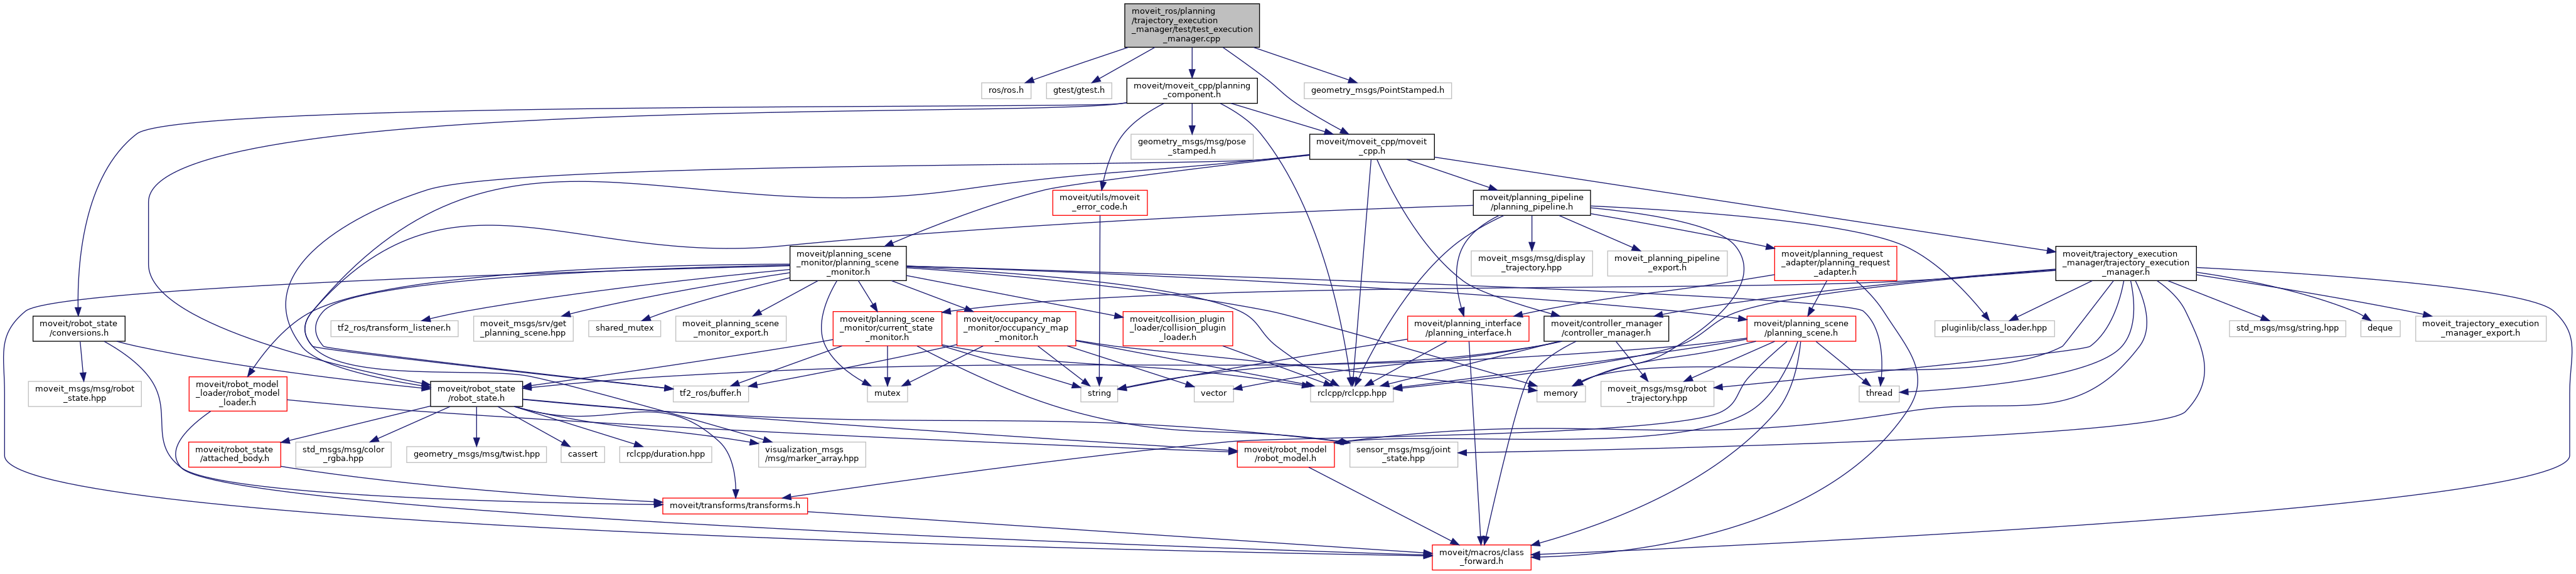 moveit_ros/planning
/trajectory_execution
_manager/test/test_execution
_manager.cpp
ros/ros.h
gtest/gtest.h
moveit/moveit_cpp/planning
_component.h
geometry_msgs/PointStamped.h
geometry_msgs/msg/pose
_stamped.h
moveit/moveit_cpp/moveit
_cpp.h
moveit/utils/moveit
_error_code.h
moveit/planning_pipeline
/planning_pipeline.h
moveit/planning_scene
_monitor/planning_scene
_monitor.h
moveit_msgs/msg/display
_trajectory.hpp
moveit_planning_pipeline
_export.h
moveit/planning_request
_adapter/planning_request
_adapter.h
moveit/trajectory_execution
_manager/trajectory_execution
_manager.h
moveit/robot_state
/conversions.h
tf2_ros/transform_listener.h
moveit_msgs/srv/get
_planning_scene.hpp
shared_mutex
moveit_planning_scene
_monitor_export.h
moveit/planning_scene
_monitor/current_state
_monitor.h
moveit/occupancy_map
_monitor/occupancy_map
_monitor.h
moveit/collision_plugin
_loader/collision_plugin
_loader.h
moveit/planning_interface
/planning_interface.h
moveit/controller_manager
/controller_manager.h
moveit/planning_scene
/planning_scene.h
pluginlib/class_loader.hpp
std_msgs/msg/string.hpp
deque
moveit_trajectory_execution
_manager_export.h
moveit_msgs/msg/robot
_state.hpp
moveit/robot_model
_loader/robot_model
_loader.h
moveit/robot_state
/robot_state.h
tf2_ros/buffer.h
mutex
string
vector
rclcpp/rclcpp.hpp
memory
moveit_msgs/msg/robot
_trajectory.hpp
thread
moveit/robot_state
/attached_body.h
std_msgs/msg/color
_rgba.hpp
geometry_msgs/msg/twist.hpp
cassert
rclcpp/duration.hpp
visualization_msgs
/msg/marker_array.hpp
moveit/robot_model
/robot_model.h
sensor_msgs/msg/joint
_state.hpp
moveit/transforms/transforms.h
moveit/macros/class
_forward.h